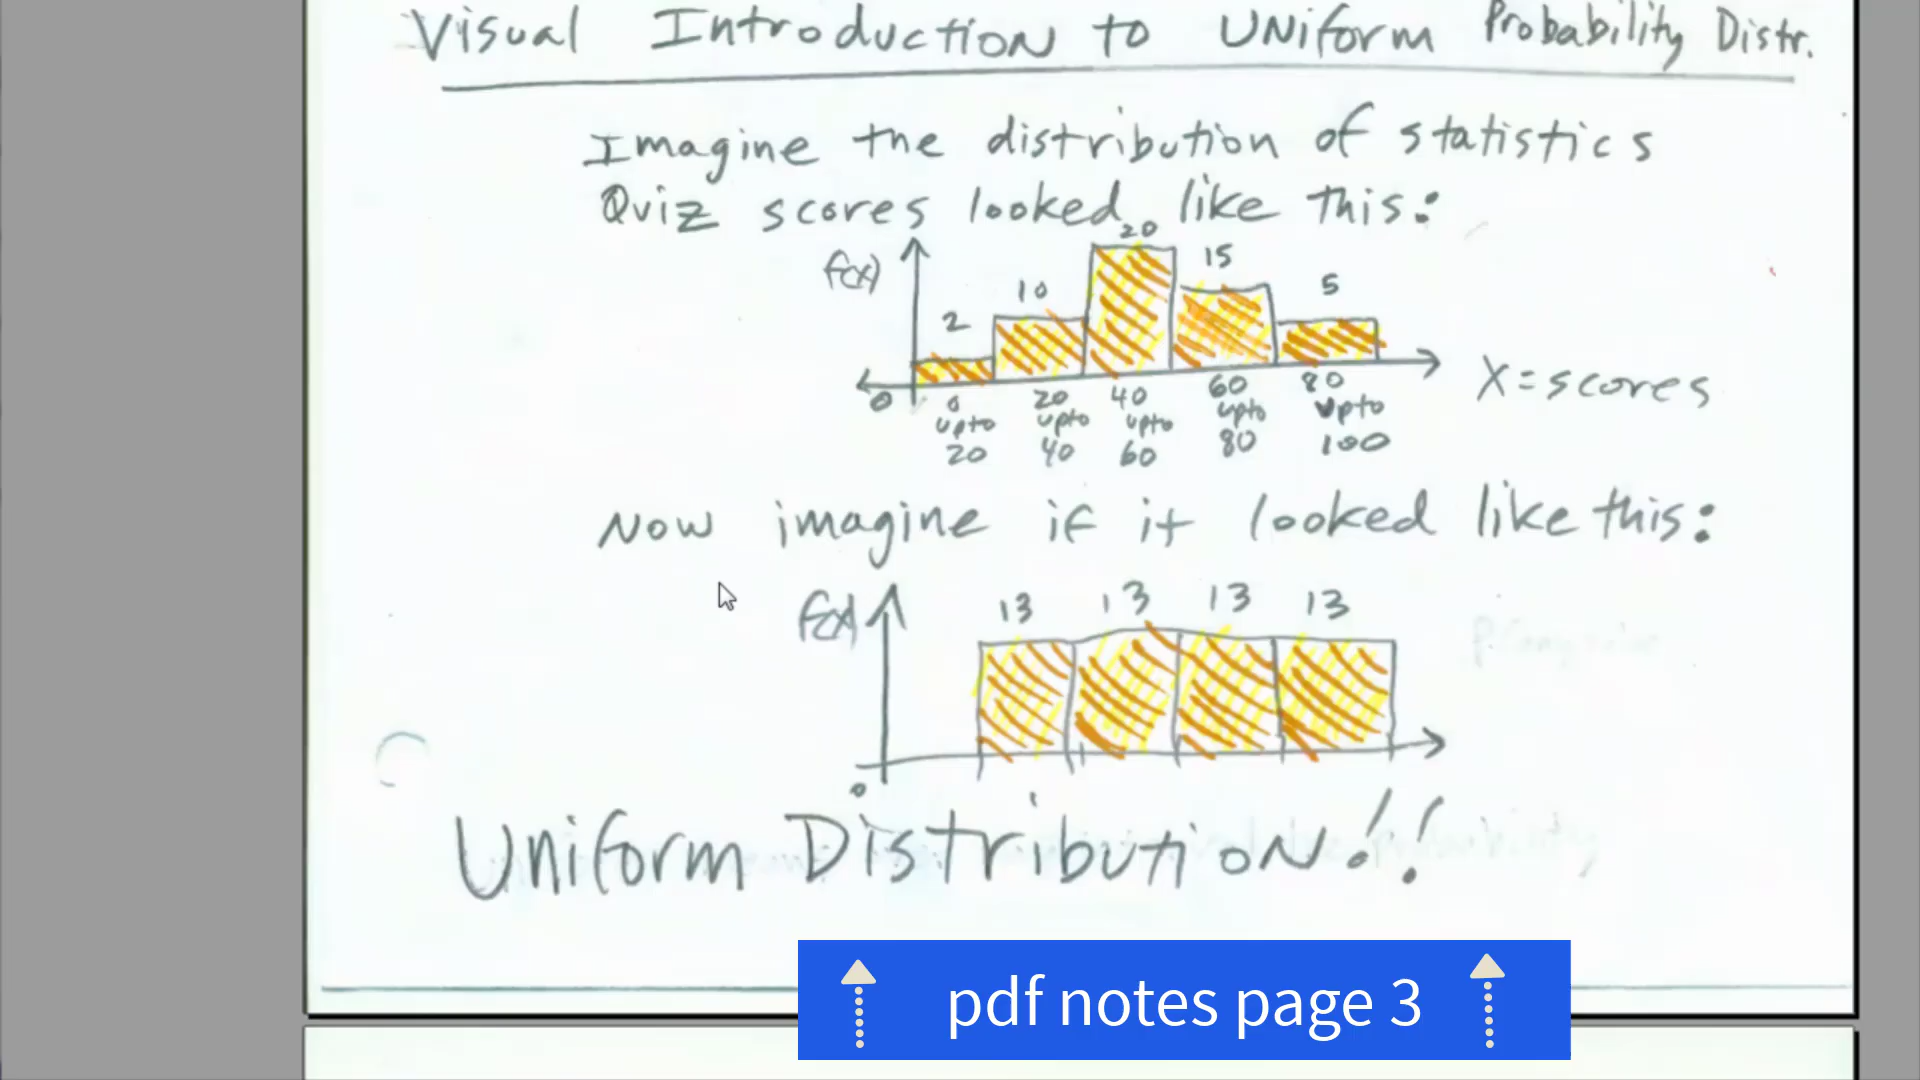 Visual Introduction to Uniform Probability Distr.
Imagine the distribution of statistics
Quiz scores looked like this:
f(x)
2
10
20
15
5
0
0 upto 20
20 upto 40
40 upto 60
60 upto 80
80 upto 100
X = scores
Now imagine if it looked like this:
f(x)
13 13 13 13
0
Uniform Distribution!!
pdf notes page 3